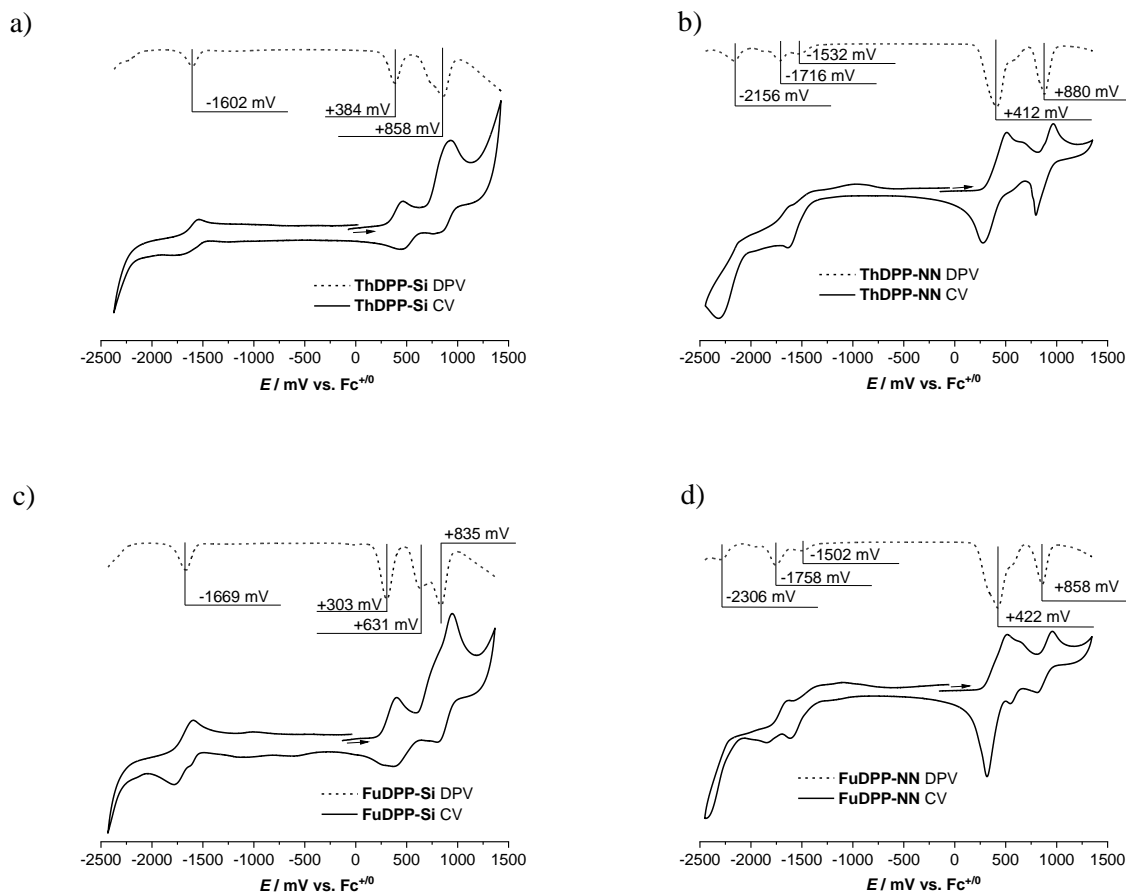 a)
-1602 mV
+384 mV
+858 mV
ThDPP-Si DPV
ThDPP-Si CV
-2500 -2000 -1500 -1000 -500 0 500 1000 1500
E / mV vs. Fc+/0
b)
-1532 mV
-1716 mV
-2156 mV
+880 mV
+412 mV
ThDPP-NN DPV
ThDPP-NN CV
-2500 -2000 -1500 -1000 -500 0 500 1000 1500
E / mV vs. Fc+/0
c)
+835 mV
-1669 mV
+303 mV
+631 mV
FuDPP-Si DPV
FuDPP-Si CV
-2500 -2000 -1500 -1000 -500 0 500 1000 1500
E / mV vs. Fc+/0
d)
-1502 mV
-1758 mV
-2306 mV
+858 mV
+422 mV
FuDPP-NN DPV
FuDPP-NN CV
-2500 -2000 -1500 -1000 -500 0 500 1000 1500
E / mV vs. Fc+/0